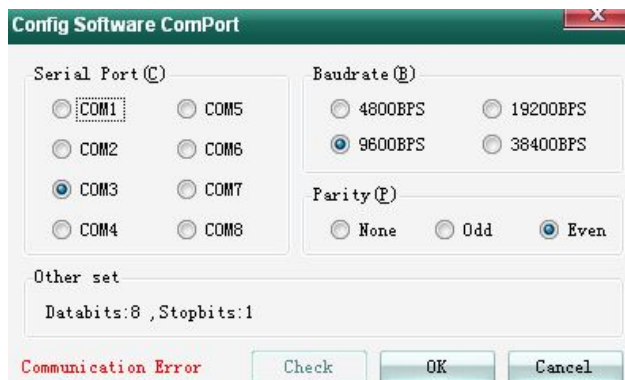 Config Software ComPort
X
Serial Port(C)
COM1
COM5
COM2
COM6
COM3
COM7
COM4
COM8
Baudrate(B)
4800BPS
19200BPS
9600BPS
38400BPS
Parity(P)
None
Odd
Even
Other set
Databits:8 ,Stopbits:1
Communication Error
Check
OK
Cancel